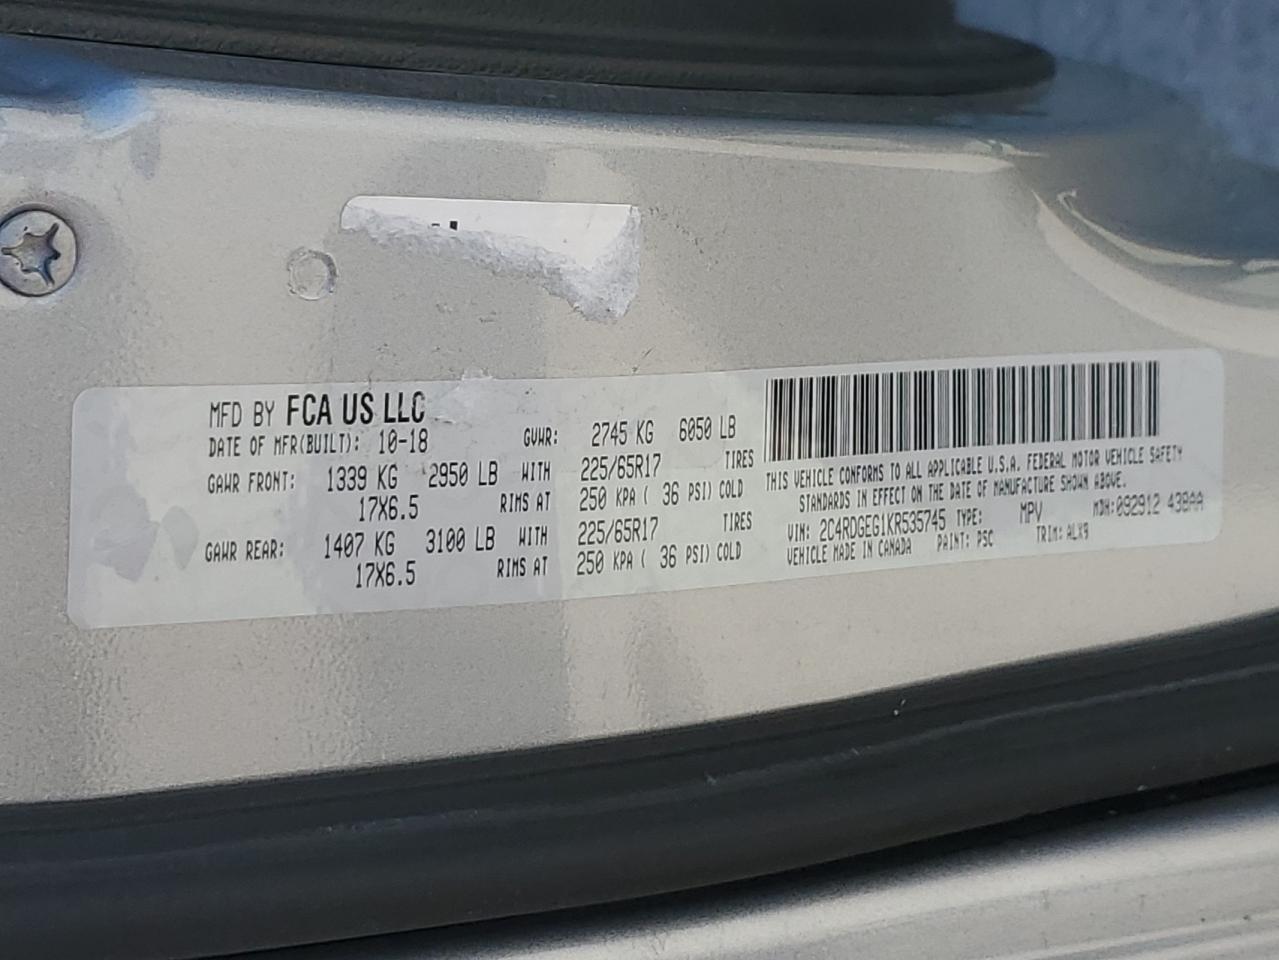 MFD BY FCA US LLC
DATE OF MFR(BUILT): 10-18 GVWR: 2745 KG 6050 LB
GAWR FRONT: 1339 KG 2950 LB WITH 225/65R17 TIRES
17X6.5 RIMS AT 250 KPA ( 36 PSI) COLD
GAWR REAR: 1407 KG 3100 LB WITH 225/65R17 TIRES
17X6.5 RIMS AT 250 KPA ( 36 PSI) COLD
THIS VEHICLE CONFORMS TO ALL APPLICABLE U.S.A. FEDERAL MOTOR VEHICLE SAFETY
STANDARDS IN EFFECT ON THE DATE OF MANUFACTURE SHOWN ABOVE.
VIN: 2C4RDGEG1KR535745 TYPE: MPV MDH: 092912 438AA
VEHICLE MADE IN CANADA PAINT: PSC TRIM: ALX9